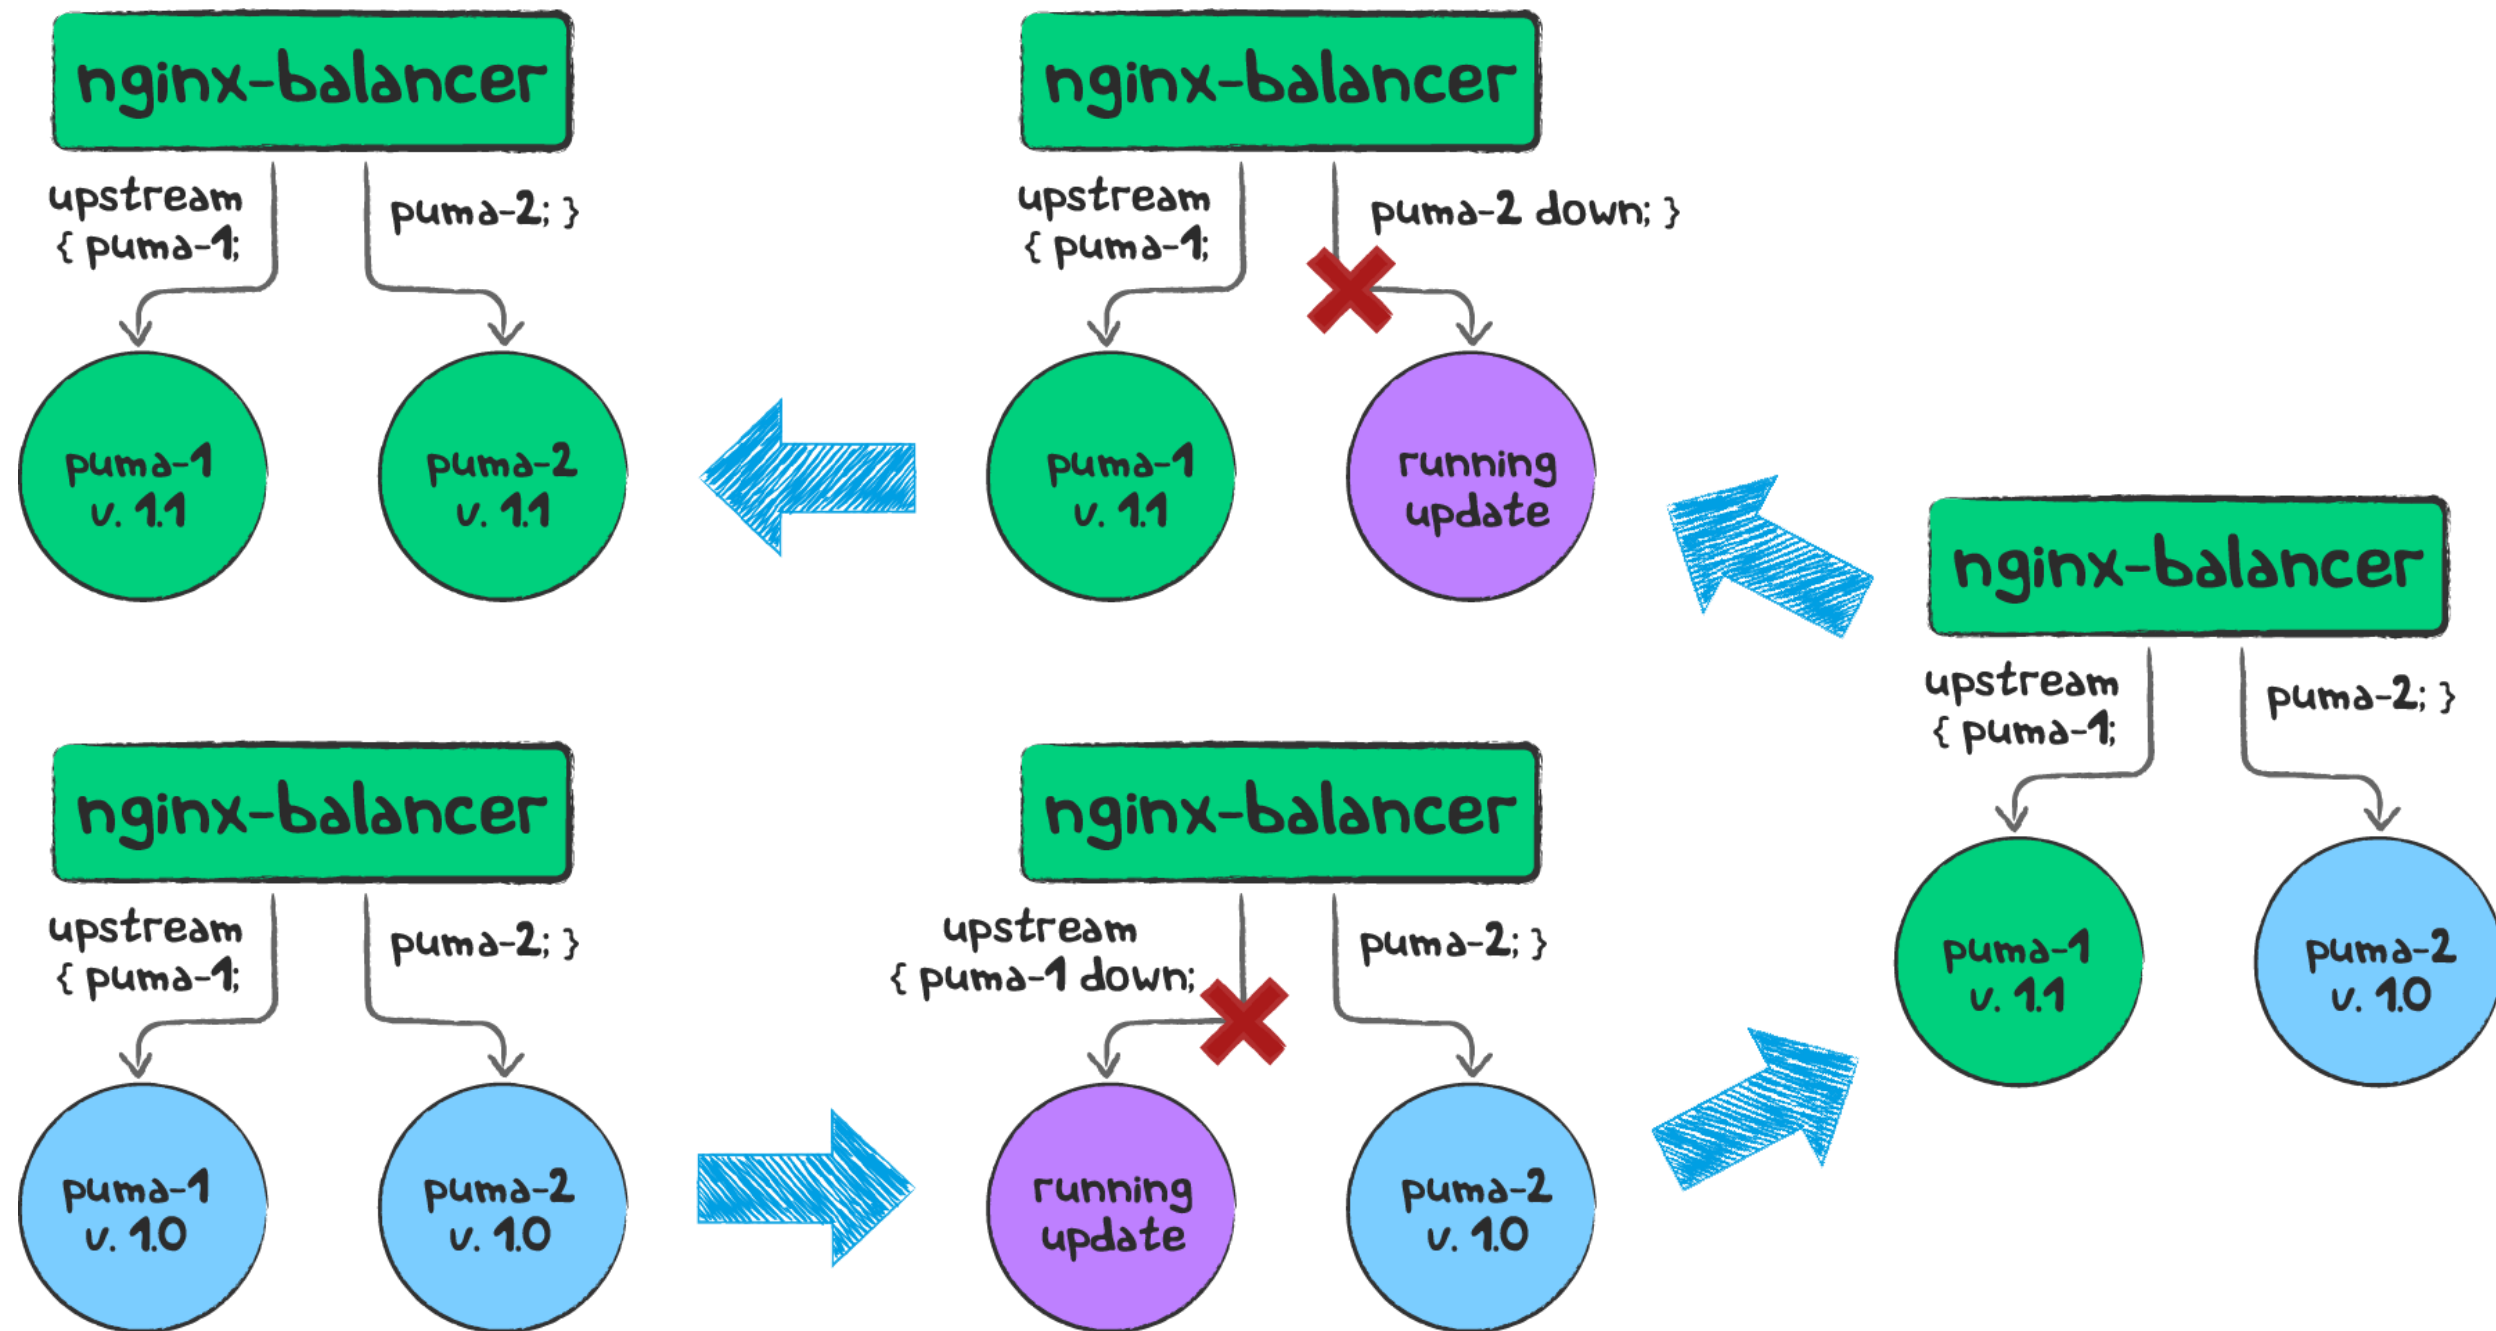 nginx-balancer
upstream
{ puma-1;
puma-2; }
puma-1
v. 1.1
puma-2
v. 1.1
nginx-balancer
upstream
{ puma-1;
puma-2 down; }
puma-1
v. 1.1
running
update
nginx-balancer
upstream
{ puma-1;
puma-2; }
puma-1
v. 1.1
puma-2
v. 1.0
nginx-balancer
upstream
{ puma-1;
puma-2; }
puma-1
v. 1.0
puma-2
v. 1.0
nginx-balancer
upstream
{ puma-1 down;
puma-2; }
running
update
puma-2
v. 1.0